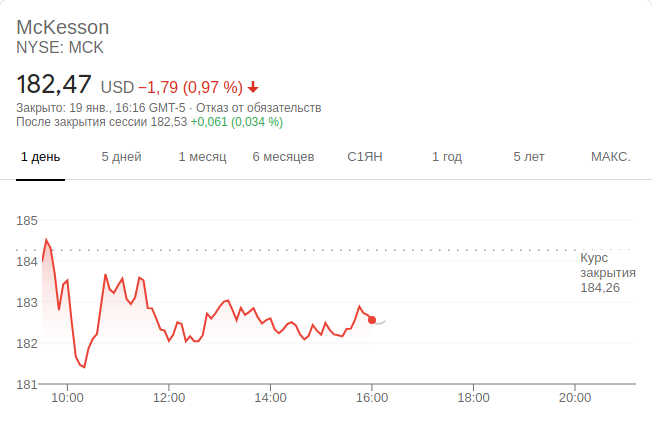 McKesson
NYSE: MCK
182,47 USD −1,79 (0,97 %)
Закрыто: 19 янв., 16:16 GMT-5 · Отказ от обязательств
После закрытия сессии 182,53 +0,061 (0,034 %)
1 день 5 дней 1 месяц 6 месяцев С1ЯН 1 год 5 лет МАКС.
185
184
183
182
181
Курс
закрытия
184,26
10:00 12:00 14:00 16:00 18:00 20:00